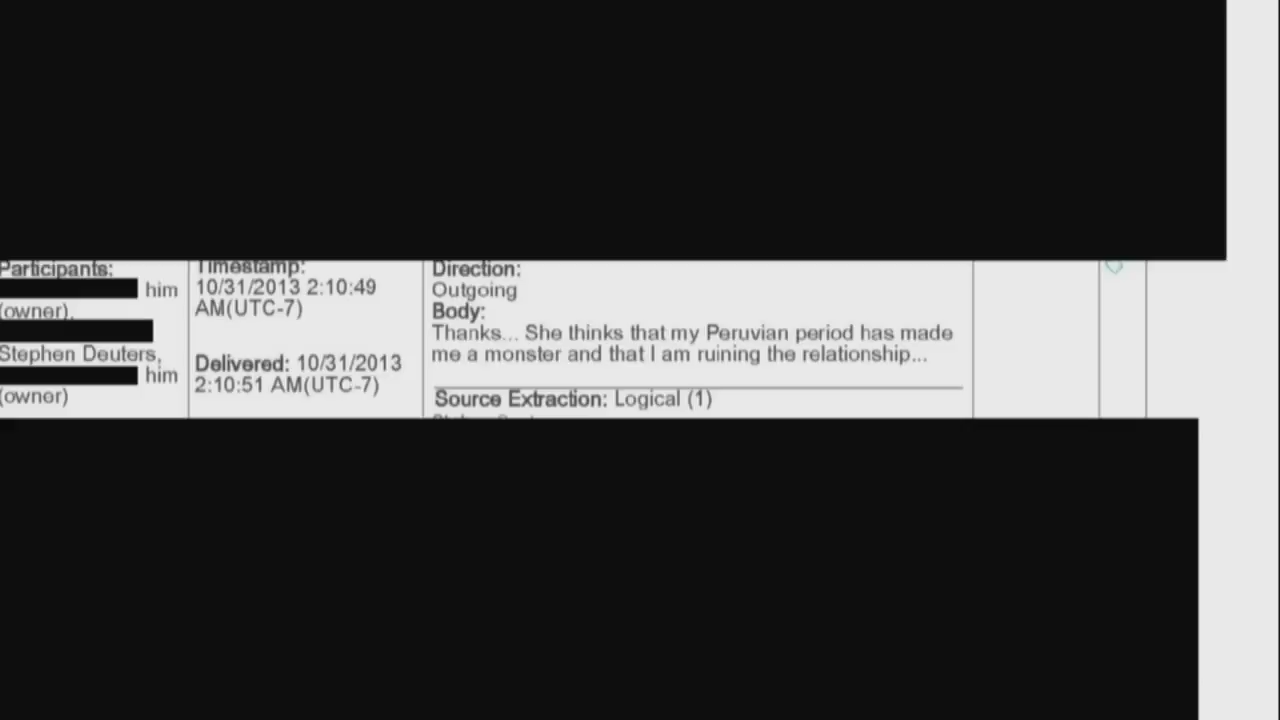 Participants:
him
(owner),
Stephen Deuters,
him
(owner)
Timestamp:
10/31/2013 2:10:49
AM(UTC-7)
Delivered: 10/31/2013
2:10:51 AM(UTC-7)
Direction:
Outgoing
Body:
Thanks... She thinks that my Peruvian period has made
me a monster and that I am ruining the relationship...
Source Extraction: Logical (1)